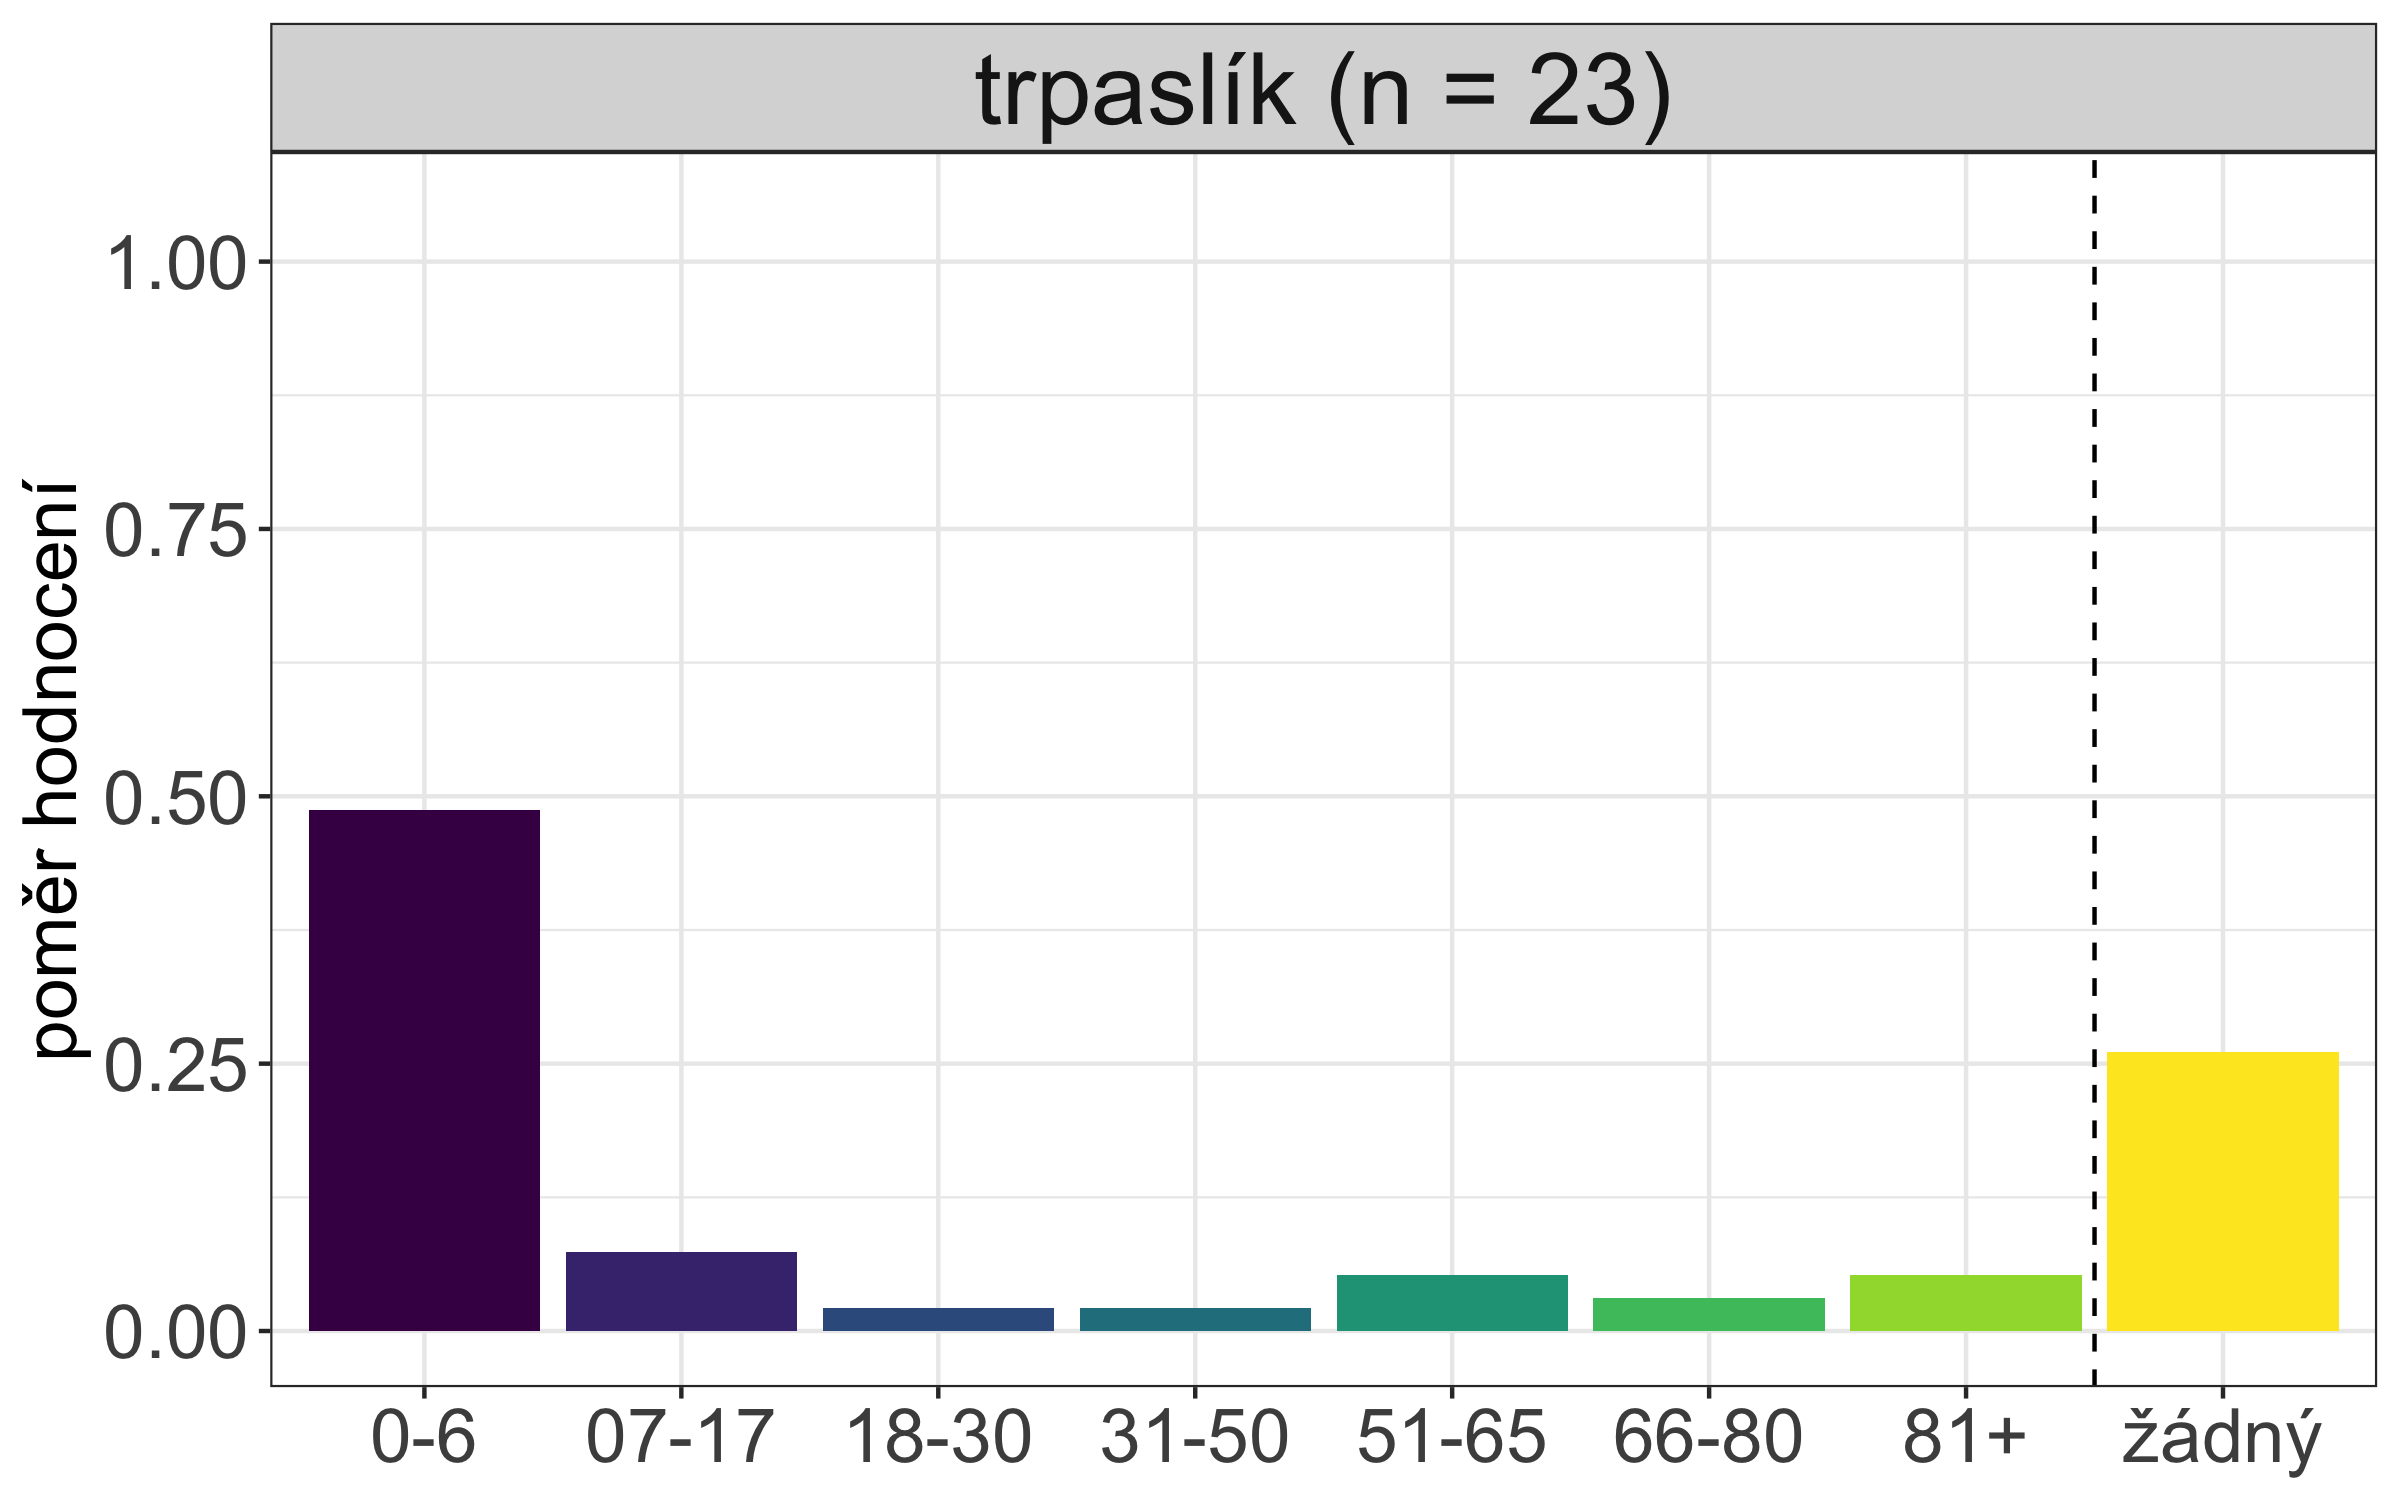 trpaslík (n = 23)
poměr hodnocení
1.00
0.75
0.50
0.25
0.00
0-6 07-17 18-30 31-50 51-65 66-80 81+ žádný